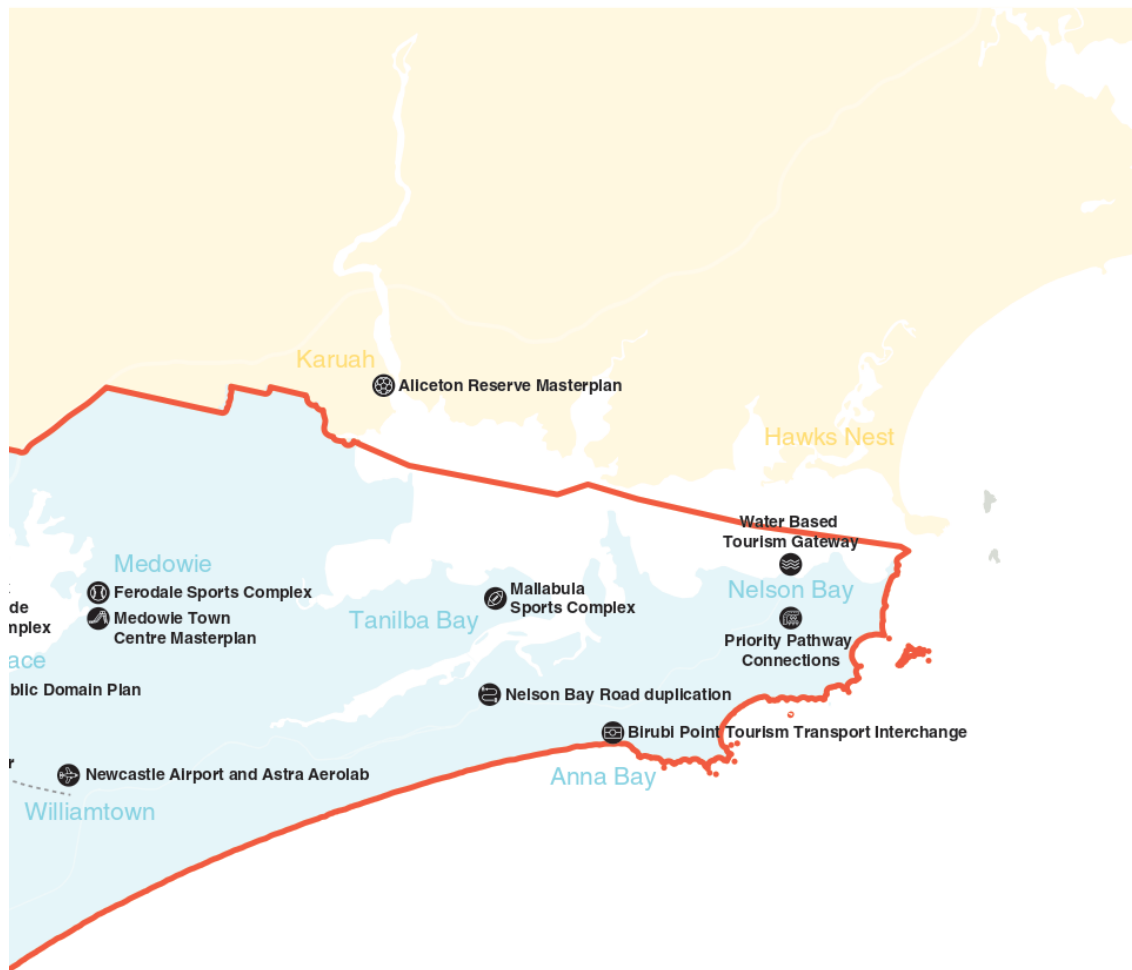 Karuah
Aliceton Reserve Masterplan
Hawks Nest
Water Based
Tourism Gateway
Medowie
Nelson Bay
Ferodale Sports Complex
Mallabula
Sports Complex
de
mplex
Medowie Town
Centre Masterplan
Tanilba Bay
Priority Pathway
Connections
ace
blic Domain Plan
Nelson Bay Road duplication
Birubi Point Tourism Transport Interchange
r
Newcastle Airport and Astra Aerolab
Anna Bay
Williamtown